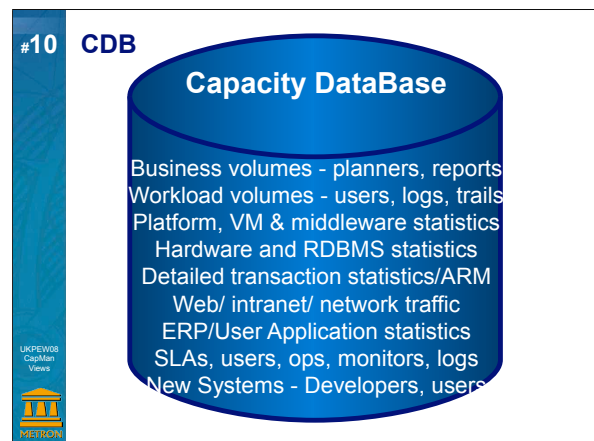 #10 CDB
Capacity DataBase
Business volumes - planners, reports
Workload volumes - users, logs, trails
Platform, VM & middleware statistics
Hardware and RDBMS statistics
Detailed transaction statistics/ARM
Web/ intranet/ network traffic
ERP/User Application statistics
SLAs, users, ops, monitors, logs
New Systems - Developers, users
UKPEW08
CapMan
Views
METRON